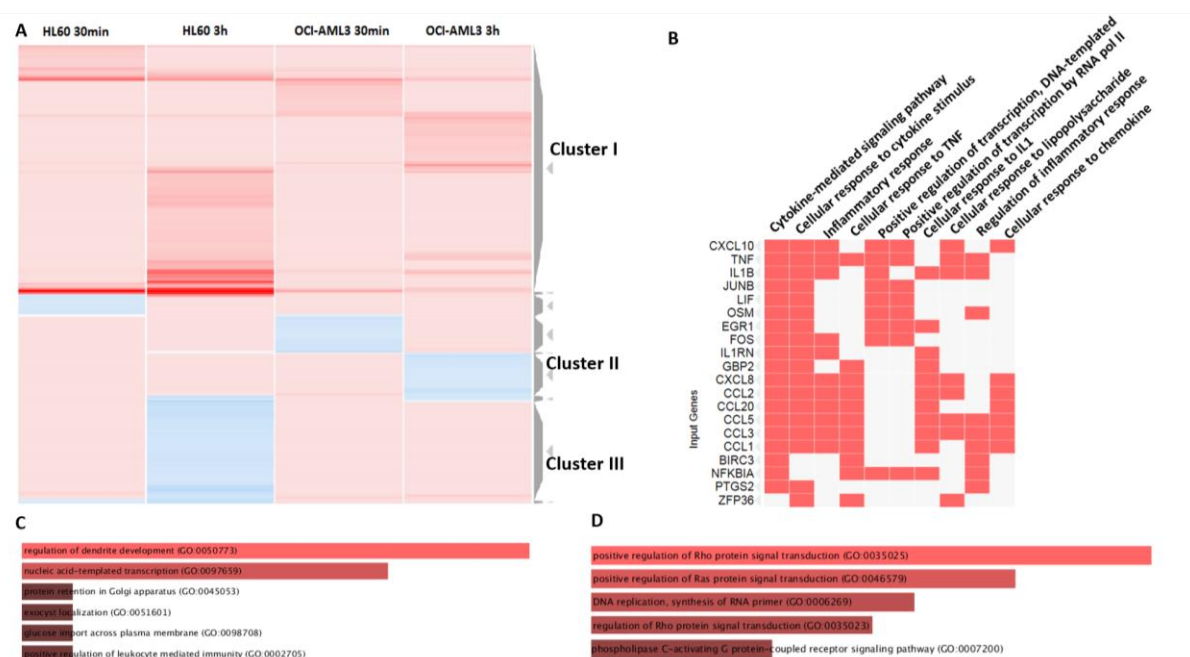 A
HL60 30min
HL60 3h
OCI-AML3 30min
OCI-AML3 3h
Cluster I
Cluster II
Cluster III
B
Cytokine-mediated signaling pathway
Cellular response to cytokine stimulus
Inflammatory response
Cellular response to TNF
Positive regulation of transcription, DNA-templated
Positive regulation of transcription by RNA pol II
Cellular response to IL1
Cellular response to lipopolysaccharide
Regulation of inflammatory response
Cellular response to chemokine
Input Genes
CXCL10
TNF
IL1B
JUNB
LIF
OSM
EGR1
FOS
IL1RN
GBP2
CXCL8
CCL2
CCL20
CCL5
CCL3
CCL1
BIRC3
NFKBIA
PTGS2
ZFP36
C
regulation of dendrite development (GO:0050773)
nucleic acid-templated transcription (GO:0097659)
protein retention in Golgi apparatus (GO:0045053)
exocyst localization (GO:0051601)
glucose import across plasma membrane (GO:0098708)
positive regulation of leukocyte mediated immunity (GO:0002705)
D
positive regulation of Rho protein signal transduction (GO:0035025)
positive regulation of Ras protein signal transduction (GO:0046579)
DNA replication, synthesis of RNA primer (GO:0006269)
regulation of Rho protein signal transduction (GO:0035023)
phospholipase C-activating G protein-coupled receptor signaling pathway (GO:0007200)